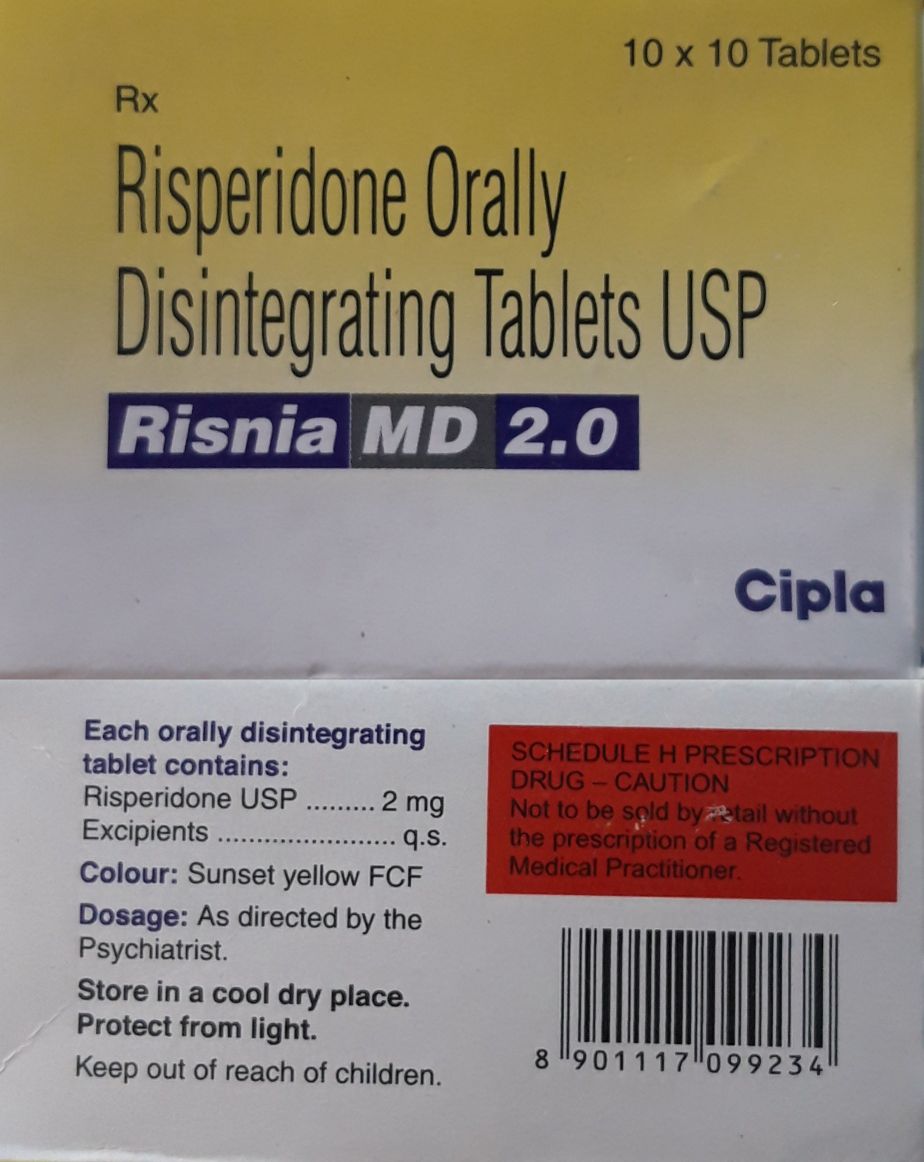 10 x 10 Tablets
Rx
Risperidone Orally
Disintegrating Tablets USP
Risnia MD 2.0
Cipla
Each orally disintegrating
tablet contains:
Risperidone USP ......... 2 mg
Excipients ....................... q.s.
Colour: Sunset yellow FCF
Dosage: As directed by the
Psychiatrist.
Store in a cool dry place.
Protect from light.
Keep out of reach of children.
SCHEDULE H PRESCRIPTION
DRUG – CAUTION
Not to be sold by retail without
the prescription of a Registered
Medical Practitioner.
8 901117 099234